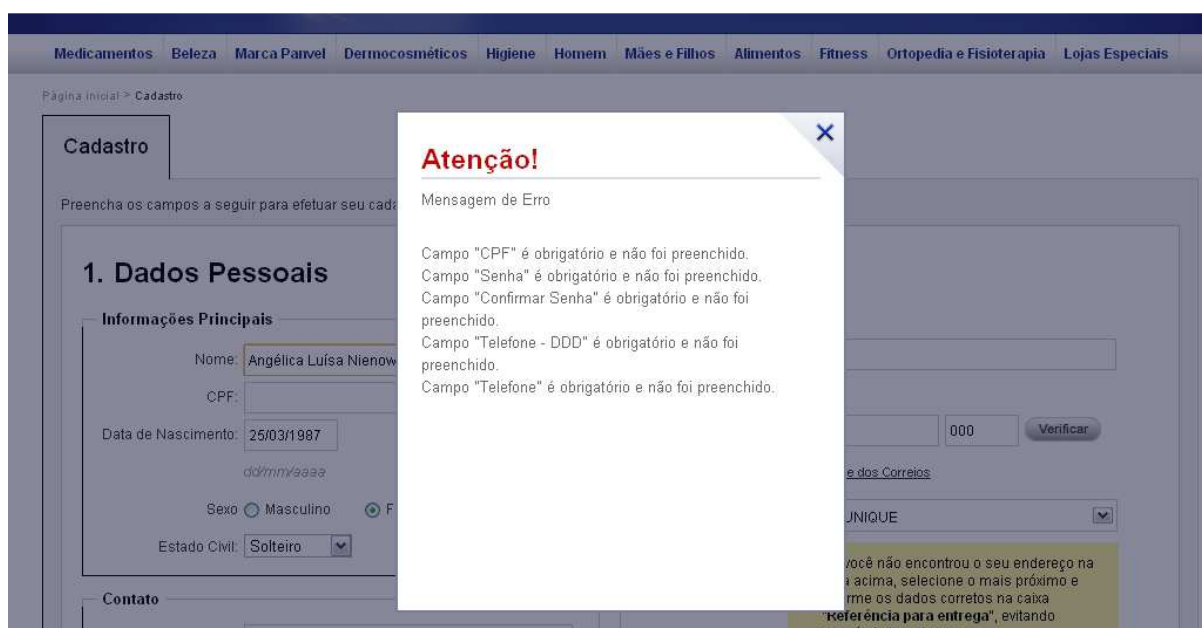 Medicamentos Beleza Marca Panvel Dermocosméticos Higiene Homem Mães e Filhos Alimentos Fitness Ortopedia e Fisioterapia Lojas Especiais
Página inicial > Cadastro
Cadastro
Preencha os campos a seguir para efetuar seu
1. Dados Pessoais
Informações Principais
Nome: Angélica Luísa Nienow
CPF:
Data de Nascimento: 25/03/1987
dd/mm/aaaa
Sexo Masculino F
Estado Civil: Solteiro
Contato
Atenção!
Mensagem de Erro
Campo "CPF" é obrigatório e não foi preenchido.
Campo "Senha" é obrigatório e não foi preenchido.
Campo "Confirmar Senha" é obrigatório e não foi
preenchido.
Campo "Telefone - DDD" é obrigatório e não foi
preenchido.
Campo "Telefone" é obrigatório e não foi preenchido.
000 Verificar
e dos Correios
UNIQUE
você não encontrou o seu endereço na
acima, selecione o mais próximo e
rme os dados corretos na caixa
"Referência para entrega", evitando